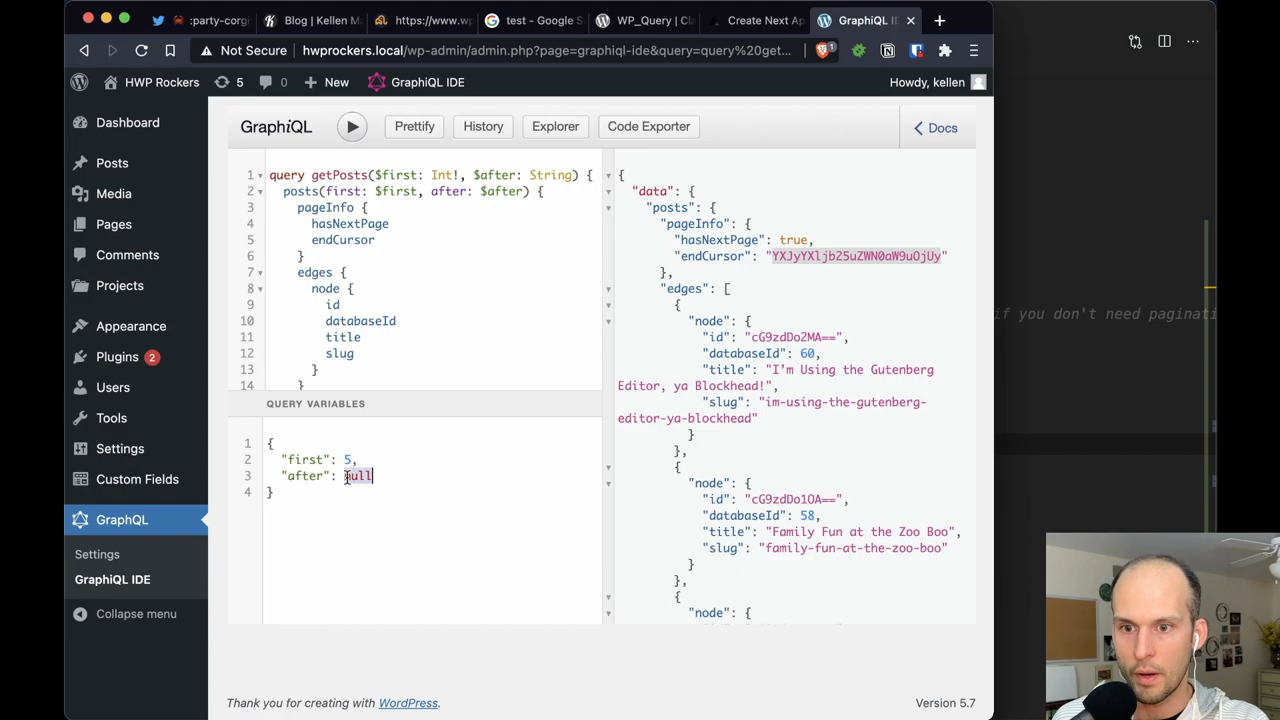 :party-corgi
Blog | Kellen M
https://www.wp
test - Google S
WP_Query | Cla
Create Next Ap
GraphiQL ID
Not Secure
hwprockers.local/wp-admin/admin.php?page=graphiql-ide&query=query%20get...
1
HWP Rockers
5
0
New
GraphiQL IDE
Howdy, kellen
Dashboard
Posts
Media
Pages
Comments
Projects
Appearance
Plugins 2
Users
Tools
Settings
Custom Fields
GraphQL
Settings
GraphiQL IDE
Collapse menu
GraphiQL
Prettify
History
Explorer
Code Exporter
Docs
1 query getPosts($first: Int!, $after: String) {
2 posts(first: $first, after: $after) {
3 pageInfo {
4 hasNextPage
5 endCursor
6 }
7 edges {
8 node {
9 id
10 databaseId
11 title
12 slug
13 }
14 }
QUERY VARIABLES
1 {
2 "first": 5,
3 "after": null
4 }
{
"data": {
"posts": {
"pageInfo": {
"hasNextPage": true,
"endCursor": "YXJyYXljb25uZWN0aW9uOjUy"
},
"edges": [
{
"node": {
"id": "cG9zdDo2MA==",
"databaseId": 60,
"title": "I’m Using the Gutenberg
Editor, ya Blockhead!",
"slug": "im-using-the-gutenberg-
editor-ya-blockhead"
}
},
{
"node": {
"id": "cG9zdDo1OA==",
"databaseId": 58,
"title": "Family Fun at the Zoo Boo",
"slug": "family-fun-at-the-zoo-boo"
}
},
{
"node": {
if you don't need paginati
Thank you for creating with WordPress.
Version 5.7